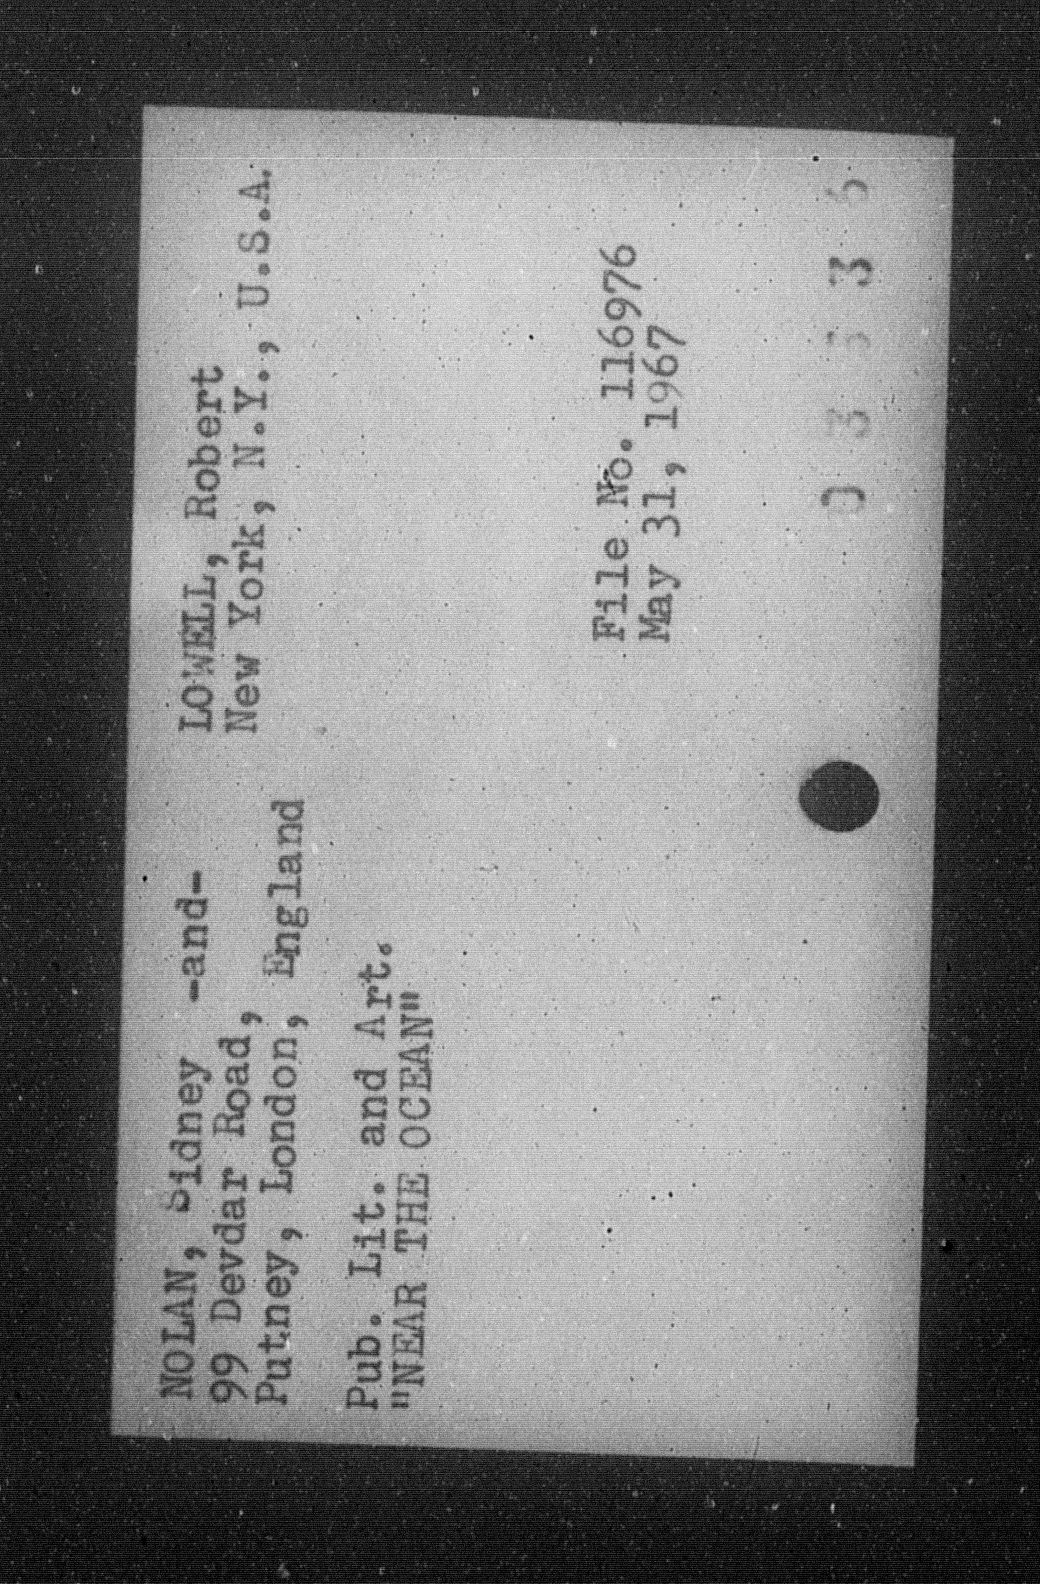 NOLAN, Sidney -and- LOWELL, Robert
99 Devdar Road, New York, N.Y., U.S.A.
Putney, London, England
Pub. Lit. and Art.
"NEAR THE OCEAN"
File No. 116976
May 31, 1967